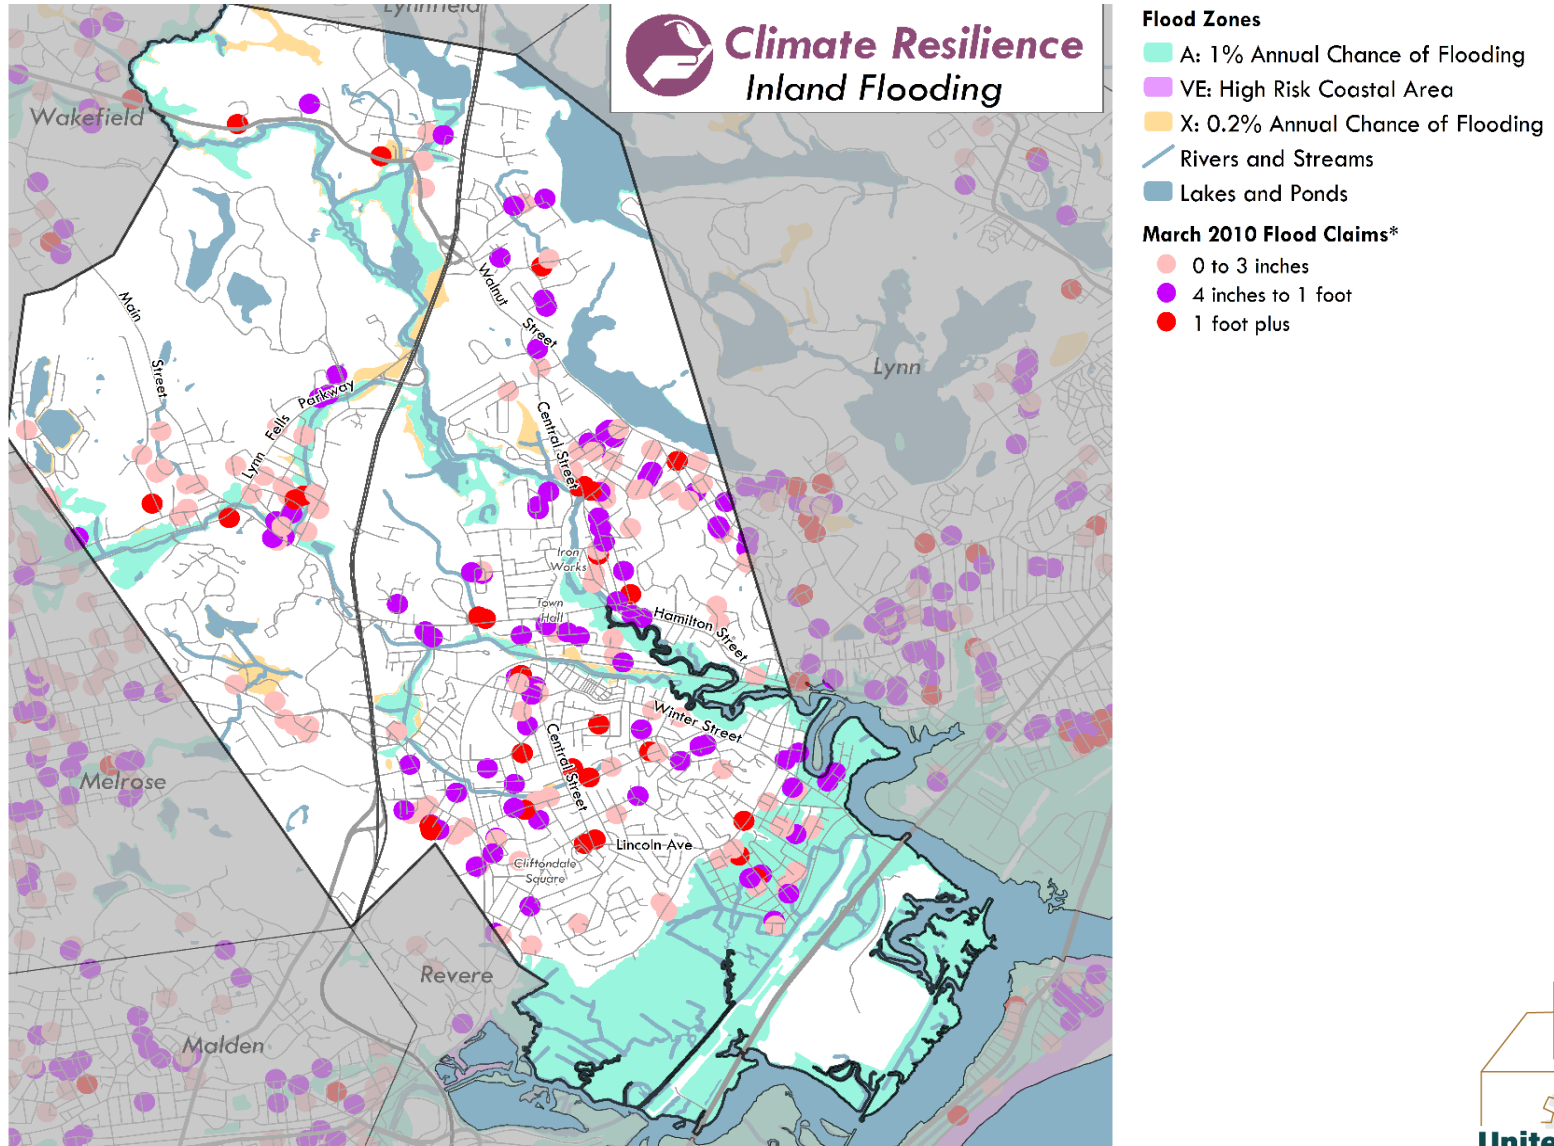 Lynnfield
Climate Resilience
Inland Flooding
Flood Zones
A: 1% Annual Chance of Flooding
VE: High Risk Coastal Area
X: 0.2% Annual Chance of Flooding
Rivers and Streams
Lakes and Ponds
March 2010 Flood Claims*
0 to 3 inches
4 inches to 1 foot
1 foot plus
Wakefield
Walnut
Street
Main
Street
Lynn
Lynn Fells Parkway
Central Street
Iron
Works
Town
Hall
Hamilton Street
Winter Street
Central Street
Lincoln Ave
Cliftondale
Square
Melrose
Revere
Malden
Unite